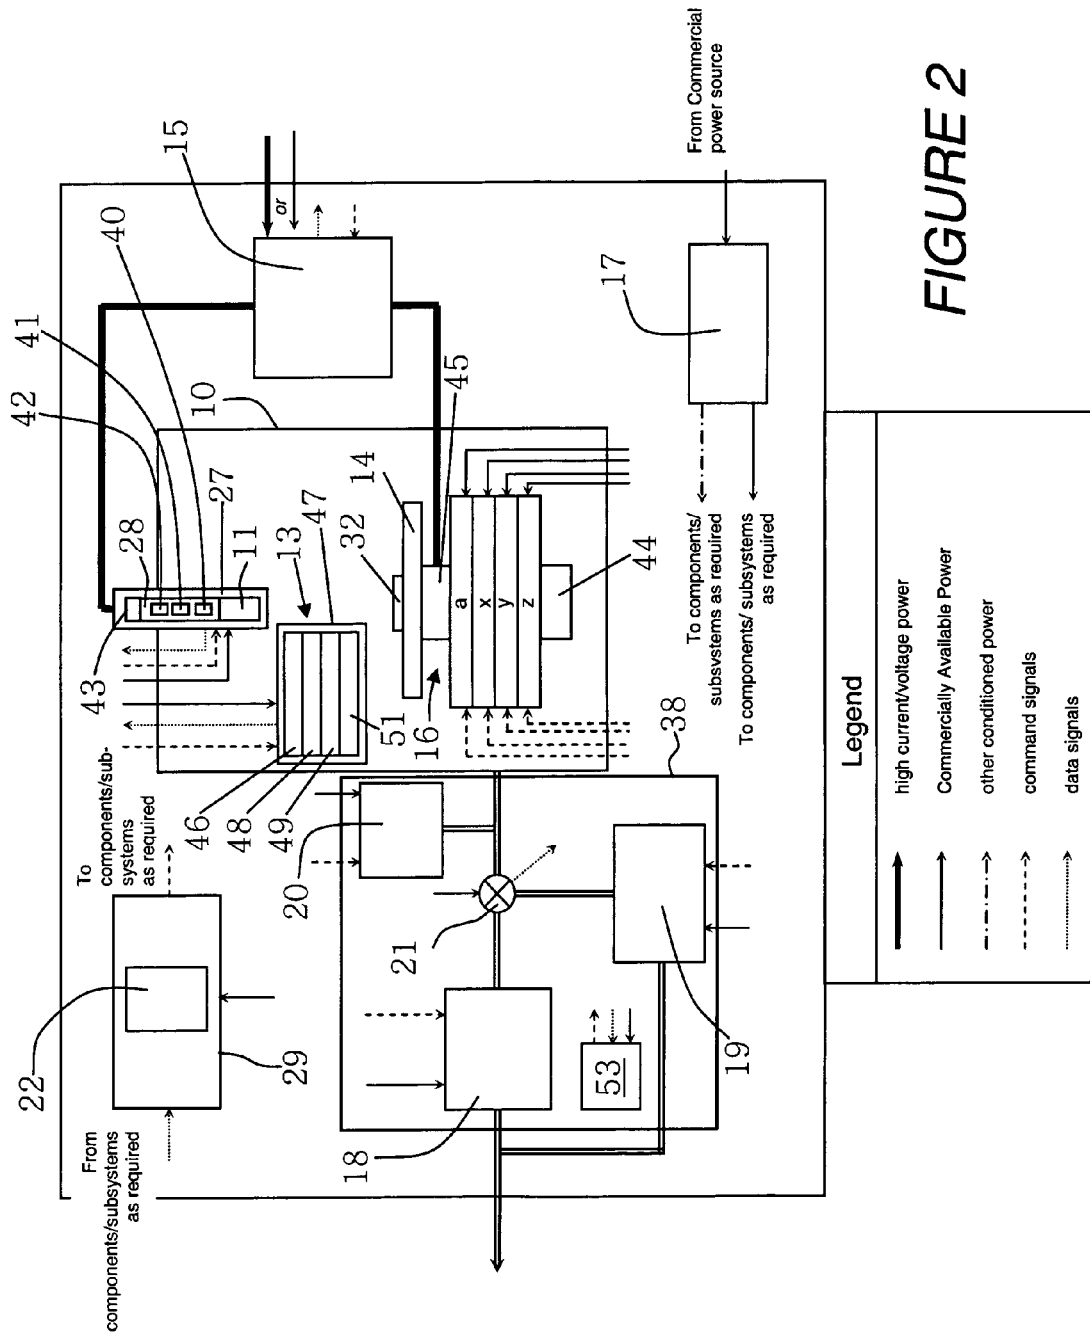 From
components/subsystems
as required
To
components/sub-
systems
as required
22
29
43
28
42
41
40
15
27
11
10
or
13
47
46
48
49
51
32
14
16
45
a
x
y
z
44
From Commercial
power source
17
To components/
subsystems as required
To components/ subsystems
as required
38
20
21
18
19
53
Legend
high current/voltage power
Commercially Available Power
other conditioned power
command signals
data signals
FIGURE 2